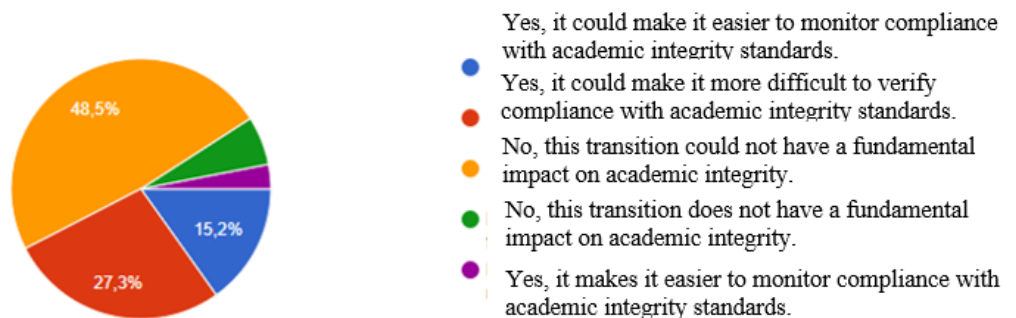 Yes, it could make it easier to monitor compliance
with academic integrity standards.
Yes, it could make it more difficult to verify
compliance with academic integrity standards.
No, this transition could not have a fundamental
impact on academic integrity.
No, this transition does not have a fundamental
impact on academic integrity.
Yes, it makes it easier to monitor compliance with
academic integrity standards.
48,5%
15,2%
27,3%